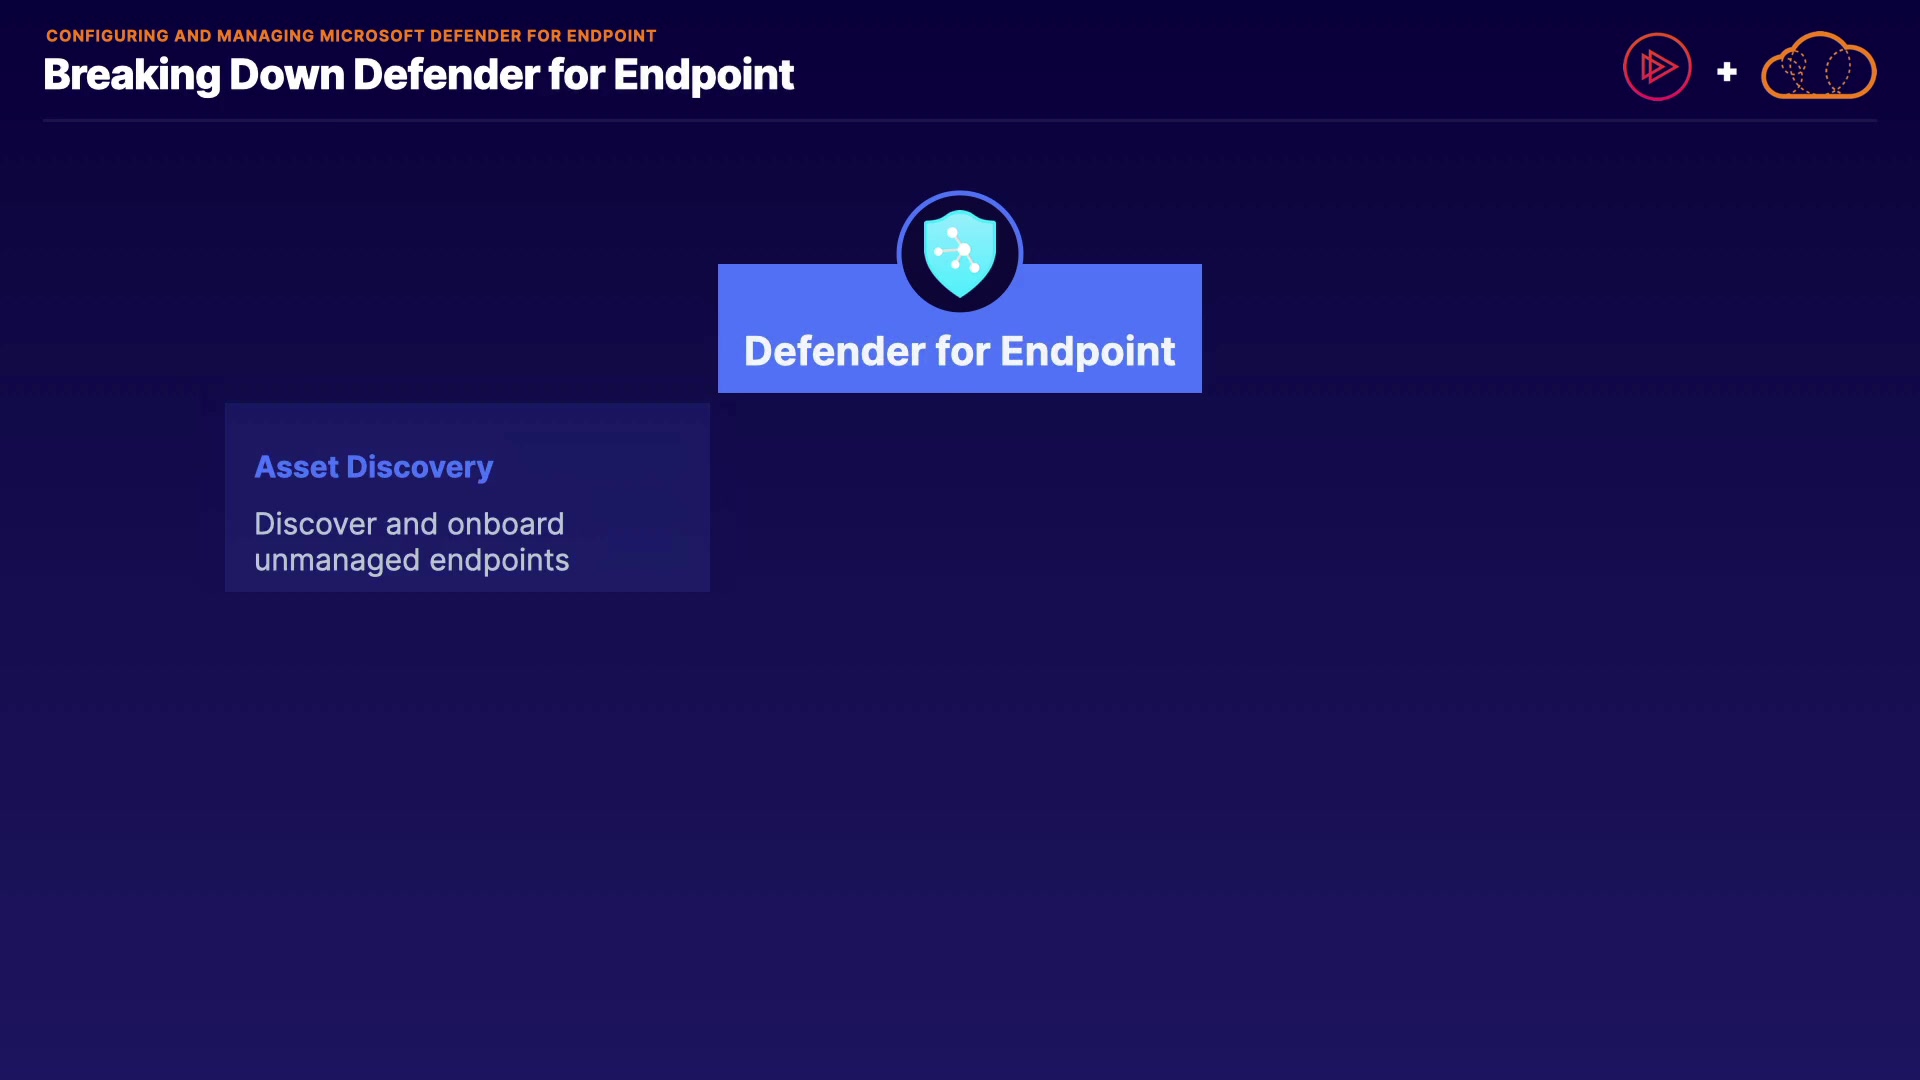 CONFIGURING AND MANAGING MICROSOFT DEFENDER FOR ENDPOINT
Breaking Down Defender for Endpoint
Defender for Endpoint
Asset Discovery
Discover and onboard
unmanaged endpoints